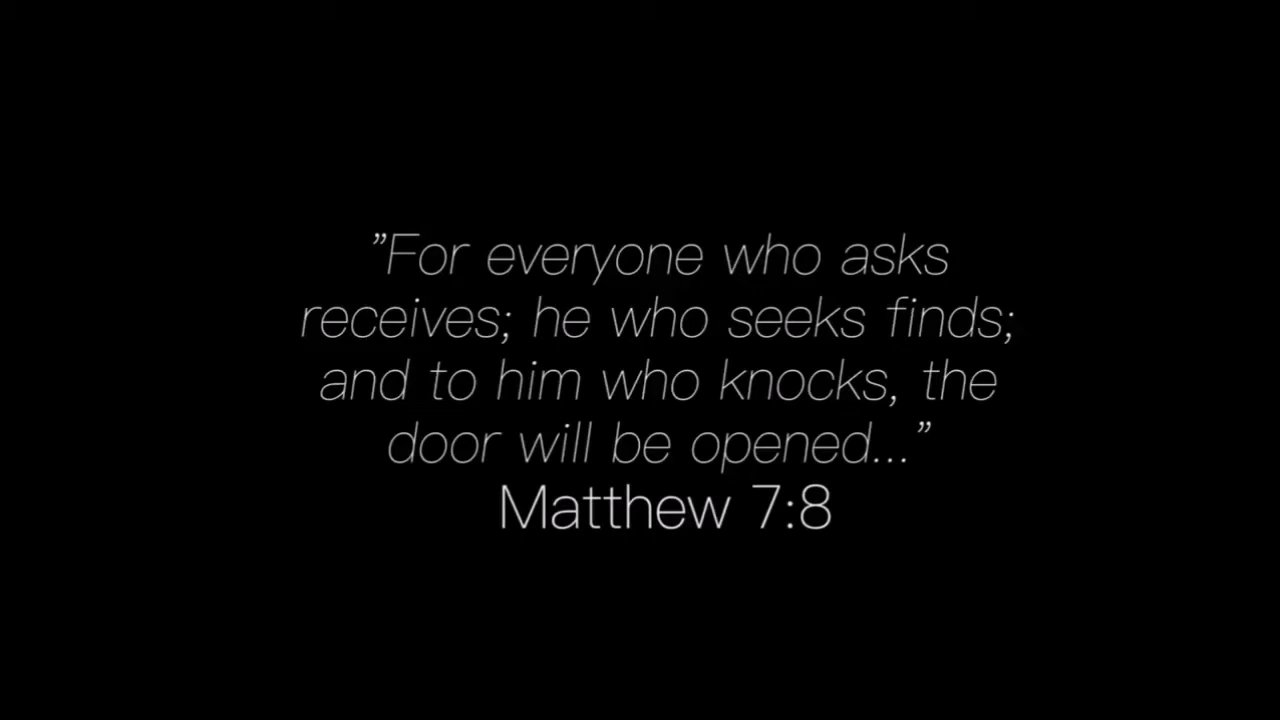 ”For everyone who asks
receives; he who seeks finds;
and to him who knocks, the
door will be opened...”
Matthew 7:8